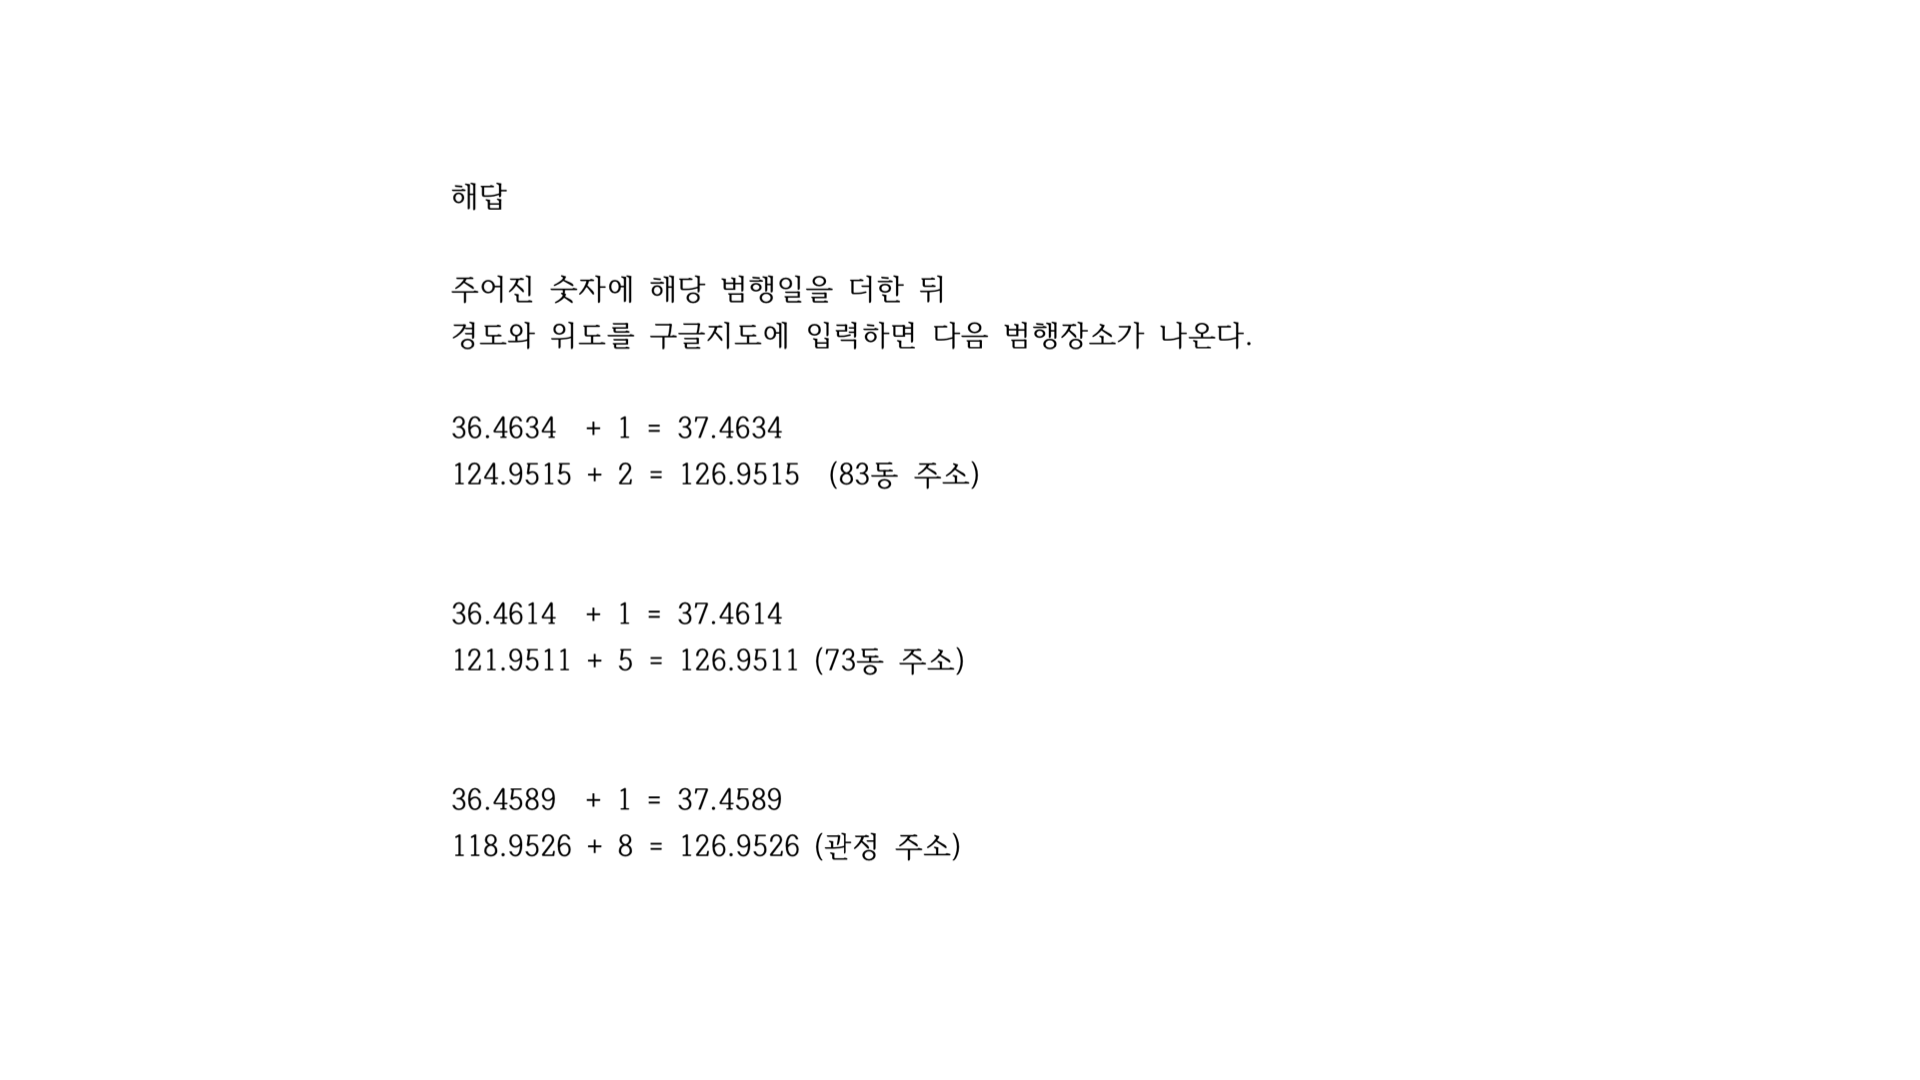 해답
주어진 숫자에 해당 범행일을 더한 뒤
경도와 위도를 구글지도에 입력하면 다음 범행장소가 나온다.
36.4634 + 1 = 37.4634
124.9515 + 2 = 126.9515 (83동 주소)
36.4614 + 1 = 37.4614
121.9511 + 5 = 126.9511 (73동 주소)
36.4589 + 1 = 37.4589
118.9526 + 8 = 126.9526 (관정 주소)